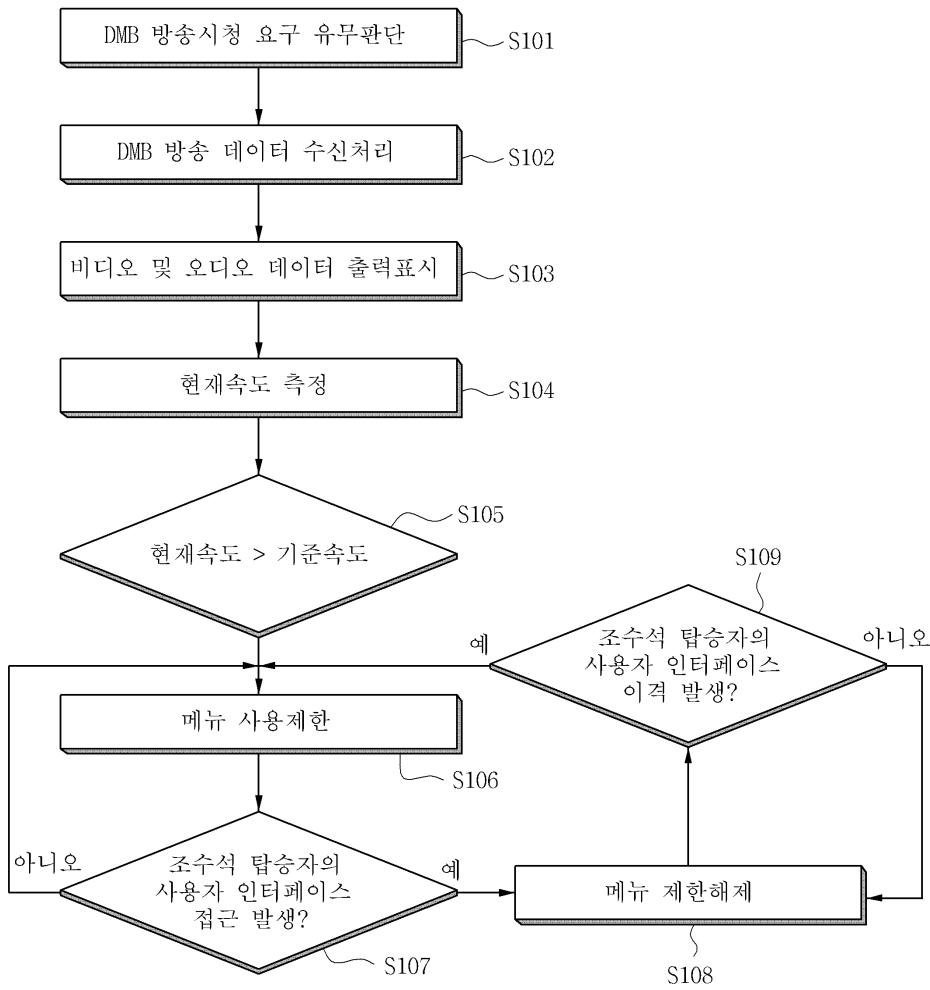 DMB 방송시청 요구 유무판단
S101
DMB 방송 데이터 수신처리
S102
비디오 및 오디오 데이터 출력표시
S103
현재속도 측정
S104
현재속도 > 기준속도
S105
메뉴 사용제한
S106
조수석 탑승자의
사용자 인터페이스
접근 발생?
S107
아니오
예
메뉴 제한해제
S108
조수석 탑승자의
사용자 인터페이스
이격 발생?
S109
예
아니오